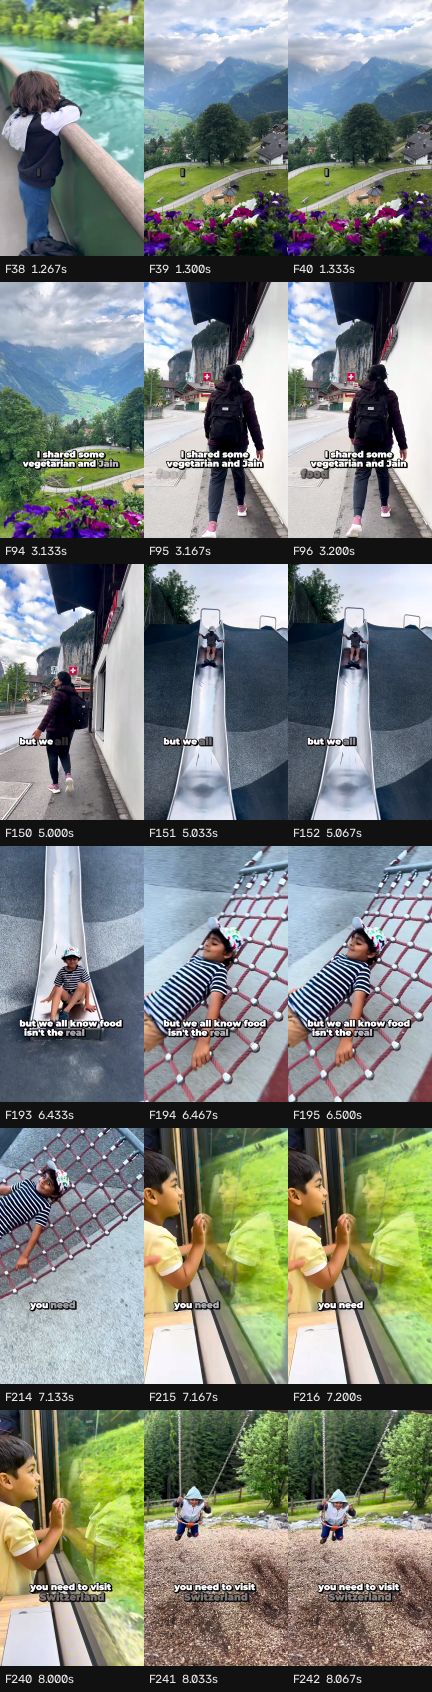 F38 1.267s
F39 1.300s
F40 1.333s
I shared some
vegetarian and Jain
I shared some
vegetarian and Jain
food
I shared some
vegetarian and Jain
food
F94 3.133s
F95 3.167s
F96 3.200s
but we all
but we all
but we all
F150 5.000s
F151 5.033s
F152 5.067s
but we all know food
isn't the real
but we all know food
isn't the real
but we all know food
isn't the real
F193 6.433s
F194 6.467s
F195 6.500s
you need
you need
you need
F214 7.133s
F215 7.167s
F216 7.200s
you need to visit
Switzerland
you need to visit
Switzerland
you need to visit
Switzerland
F240 8.000s
F241 8.033s
F242 8.067s